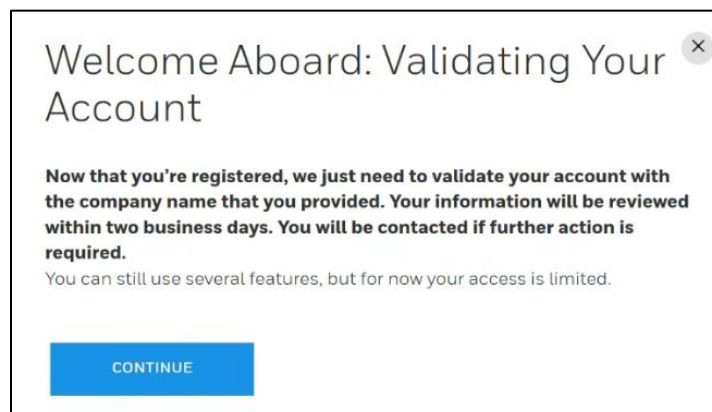 Welcome Aboard: Validating Your
Account
Now that you're registered, we just need to validate your account with
the company name that you provided. Your information will be reviewed
within two business days. You will be contacted if further action is
required.
You can still use several features, but for now your access is limited.
CONTINUE